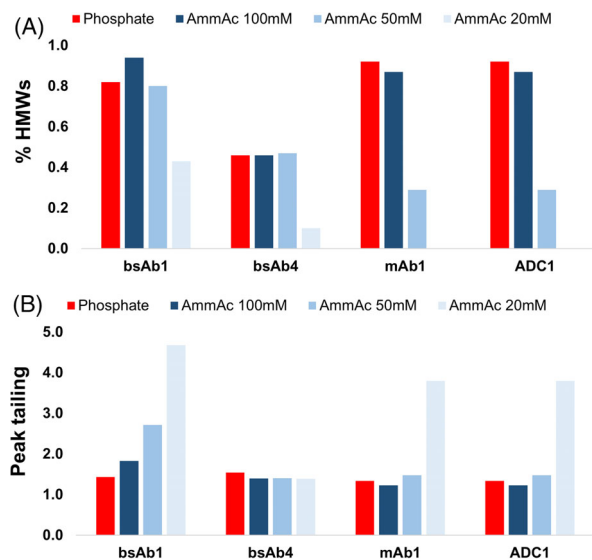 (A)
Phosphate AmmAc 100mM AmmAc 50mM AmmAc 20mM
% HMWs
1.0
0.8
0.6
0.4
0.2
0.0
bsAb1 bsAb4 mAb1 ADC1
(B)
Phosphate AmmAc 100mM AmmAc 50mM AmmAc 20mM
Peak tailing
5.0
4.0
3.0
2.0
1.0
0.0
bsAb1 bsAb4 mAb1 ADC1